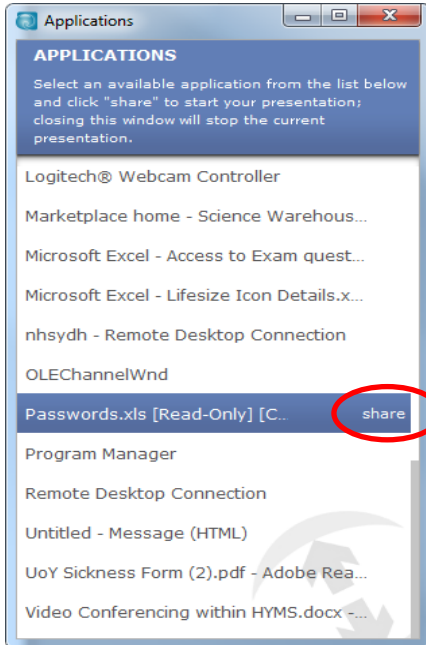 Applications
APPLICATIONS
Select an available application from the list below
and click "share" to start your presentation;
closing this window will stop the current
presentation.
Logitech® Webcam Controller
Marketplace home - Science Warehous...
Microsoft Excel - Access to Exam quest...
Microsoft Excel - Lifesize Icon Details.x...
nhsydh - Remote Desktop Connection
OLEChannelWnd
Passwords.xls [Read-Only] [C... share
Program Manager
Remote Desktop Connection
Untitled - Message (HTML)
UoY Sickness Form (2).pdf - Adobe Rea...
Video Conferencing within HYMS.docx -...